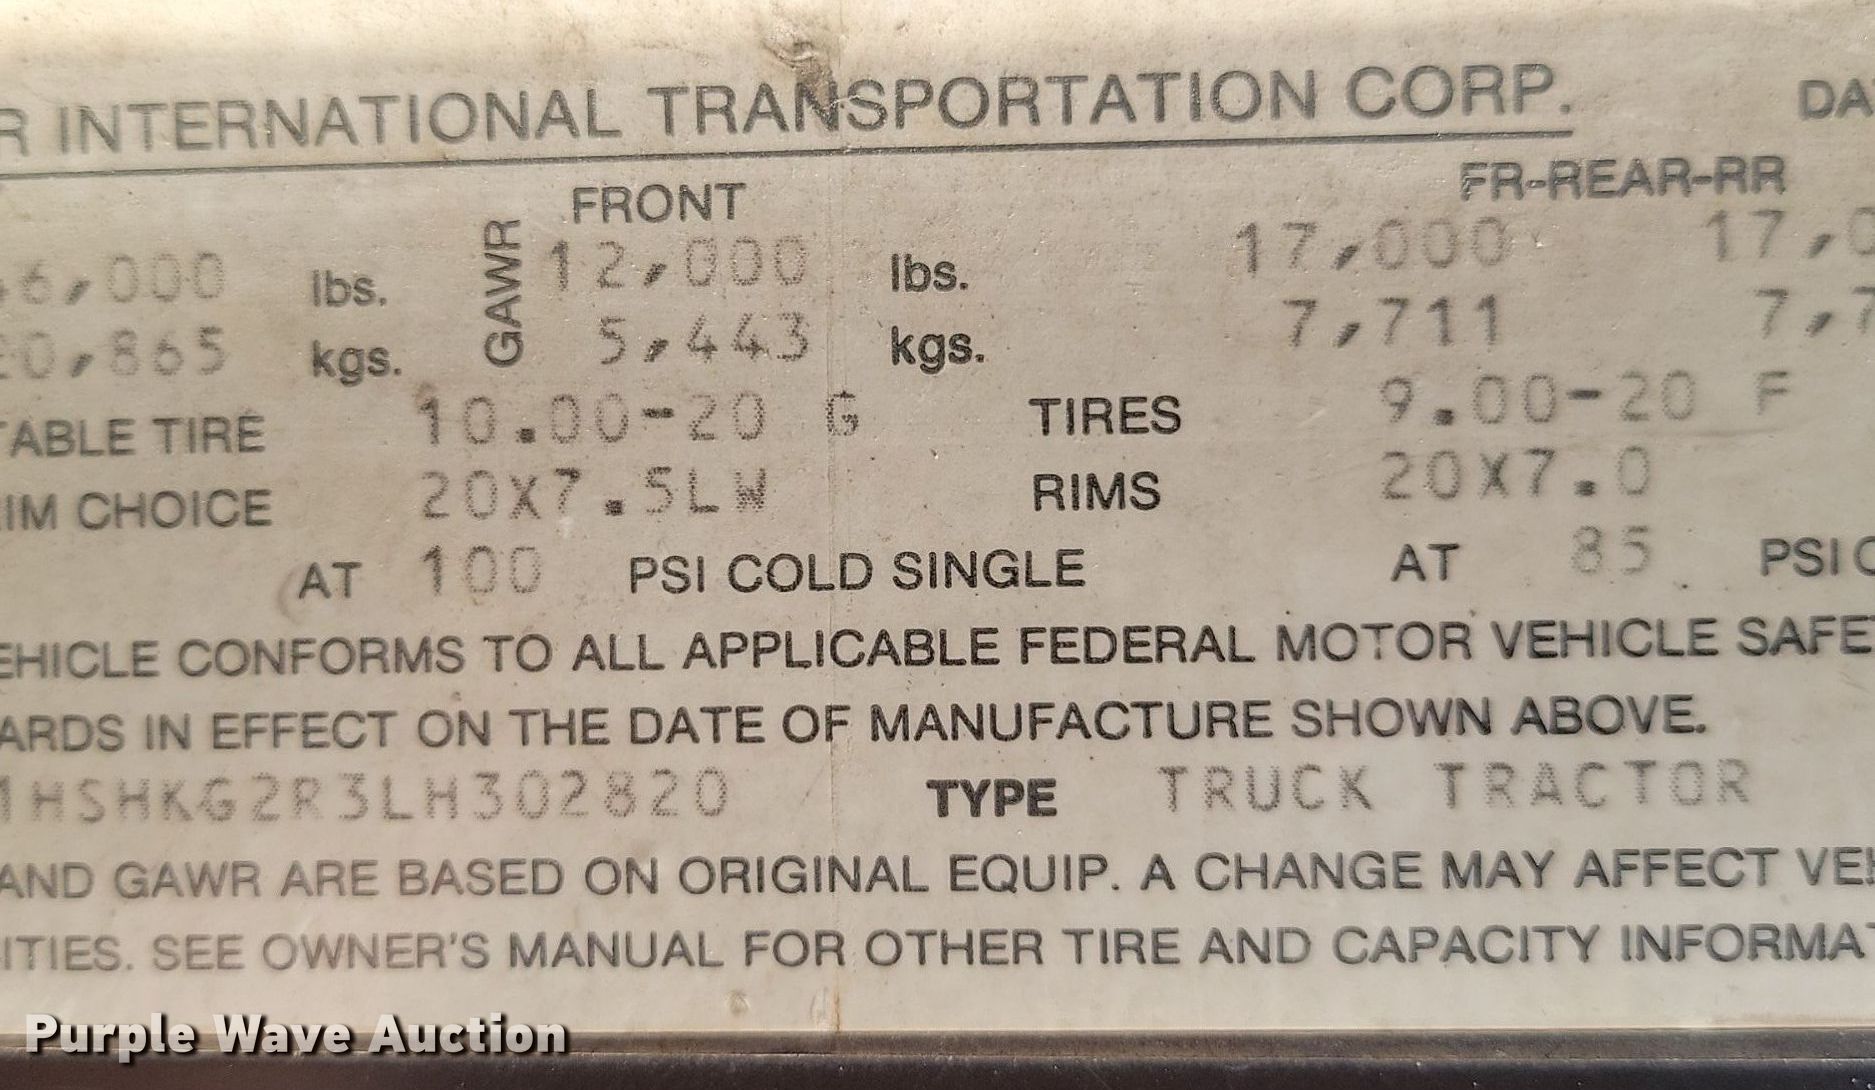 R INTERNATIONAL TRANSPORTATION CORP. DA
FRONT FR-REAR-RR
46,000 lbs. GAWR 12,000 lbs. 17,000 17,0
20,865 kgs. 5,443 kgs. 7,711 7,7
TABLE TIRE 10.00-20 G TIRES 9.00-20 F
RIM CHOICE 20X7.5LW RIMS 20X7.0
AT 100 PSI COLD SINGLE AT 85 PSI C
EHICLE CONFORMS TO ALL APPLICABLE FEDERAL MOTOR VEHICLE SAFE
ARDS IN EFFECT ON THE DATE OF MANUFACTURE SHOWN ABOVE.
1HSHKG2R3LH302820 TYPE TRUCK TRACTOR
AND GAWR ARE BASED ON ORIGINAL EQUIP. A CHANGE MAY AFFECT VEH
ITIES. SEE OWNER'S MANUAL FOR OTHER TIRE AND CAPACITY INFORMAT
Purple Wave Auction